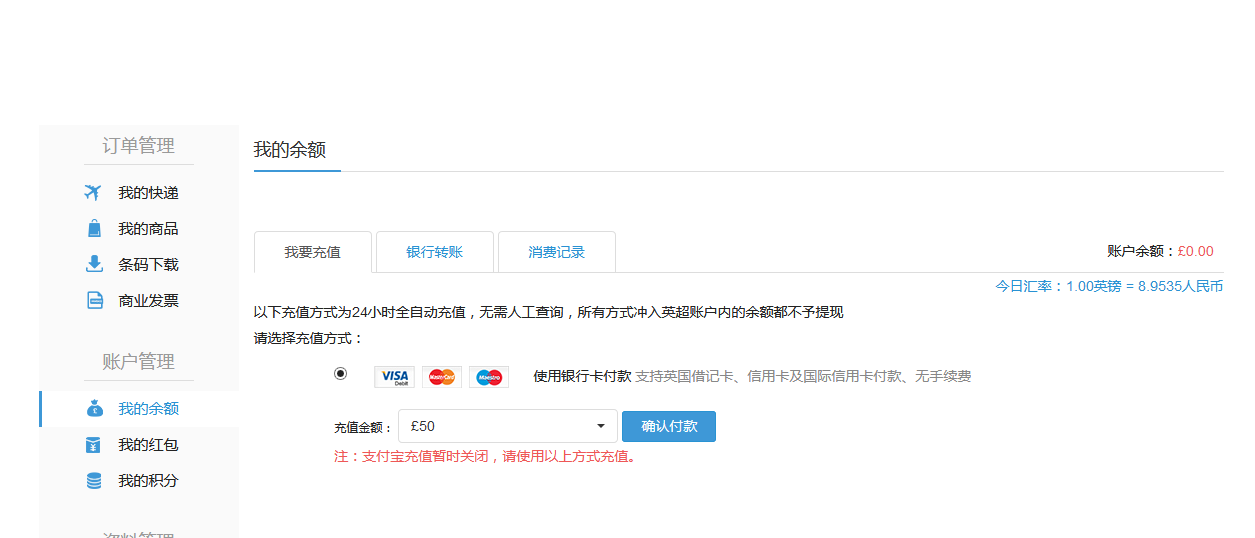 订单管理
我的快递
我的商品
条码下载
商业发票
账户管理
我的余额
我的红包
我的积分
资料管理
我的余额
我要充值
银行转账
消费记录
账户余额：£0.00
今日汇率：1.00英镑 = 8.9535人民币
以下充值方式为24小时全自动充值，无需人工查询，所有方式冲入英超账户内的余额都不予提现
请选择充值方式：
VISA Debit MasterCard Maestro 使用银行卡付款 支持英国借记卡、信用卡及国际信用卡付款、无手续费
充值金额： £50 确认付款
注：支付宝充值暂时关闭，请使用以上方式充值。